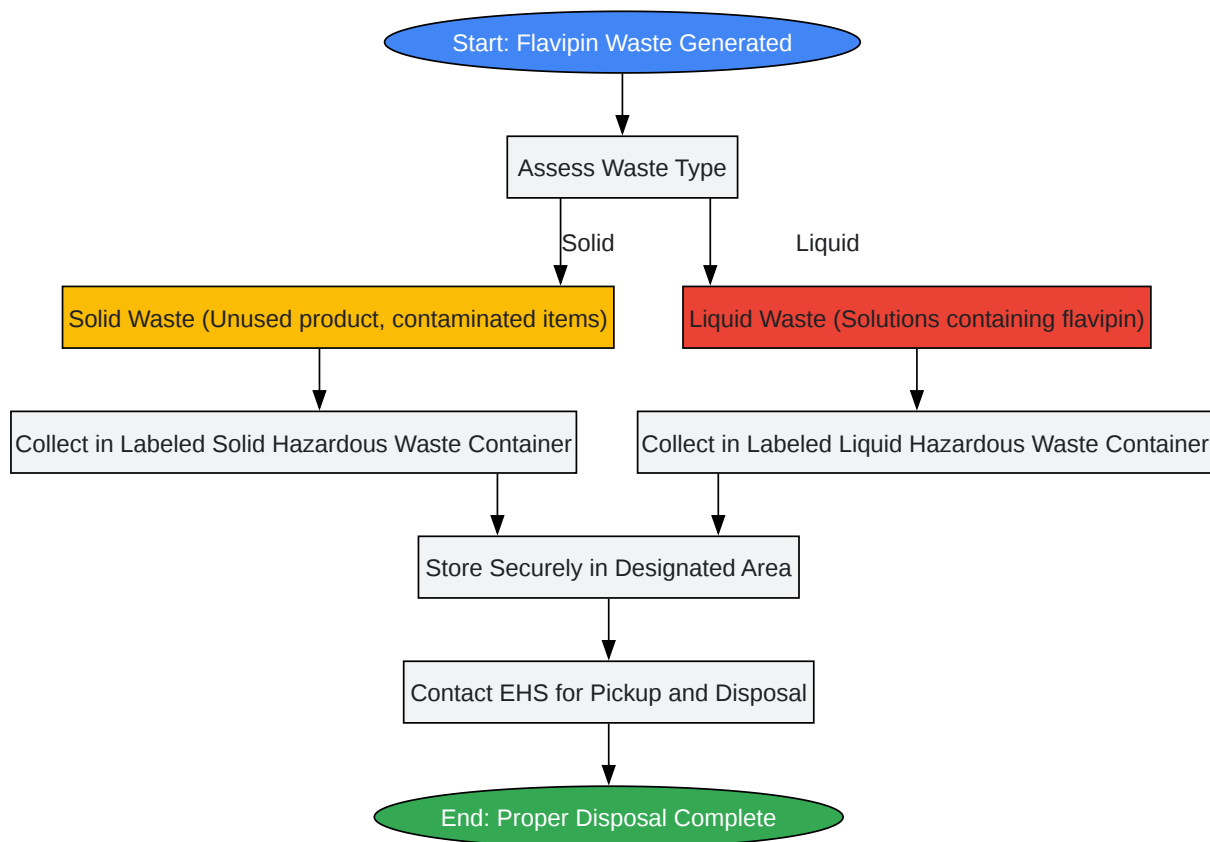 Start: Flavipin Waste Generated
Assess Waste Type
Solid
Liquid
Solid Waste (Unused product, contaminated items)
Liquid Waste (Solutions containing flavipin)
Collect in Labeled Solid Hazardous Waste Container
Collect in Labeled Liquid Hazardous Waste Container
Store Securely in Designated Area
Contact EHS for Pickup and Disposal
End: Proper Disposal Complete